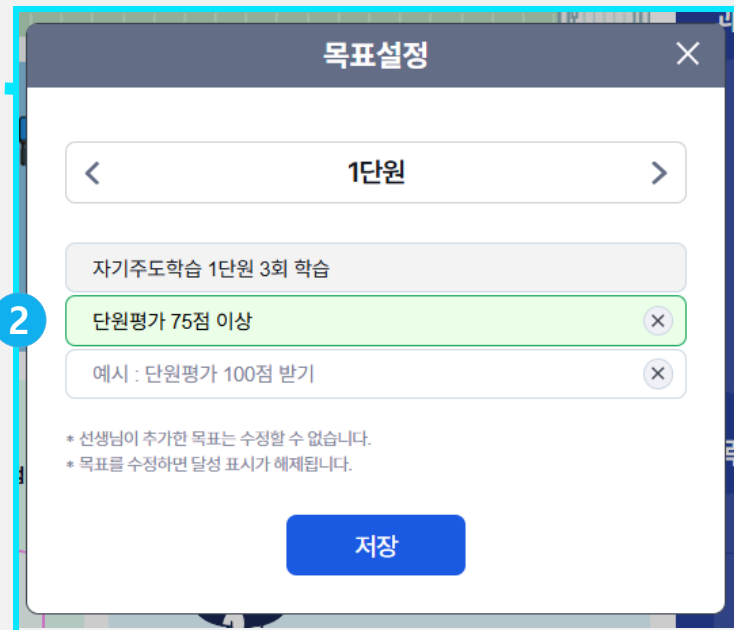 목표설정
1단원
자기주도학습 1단원 3회 학습
2
단원평가 75점 이상
예시 : 단원평가 100점 받기
* 선생님이 추가한 목표는 수정할 수 없습니다.
* 목표를 수정하면 달성 표시가 해제됩니다.
저장